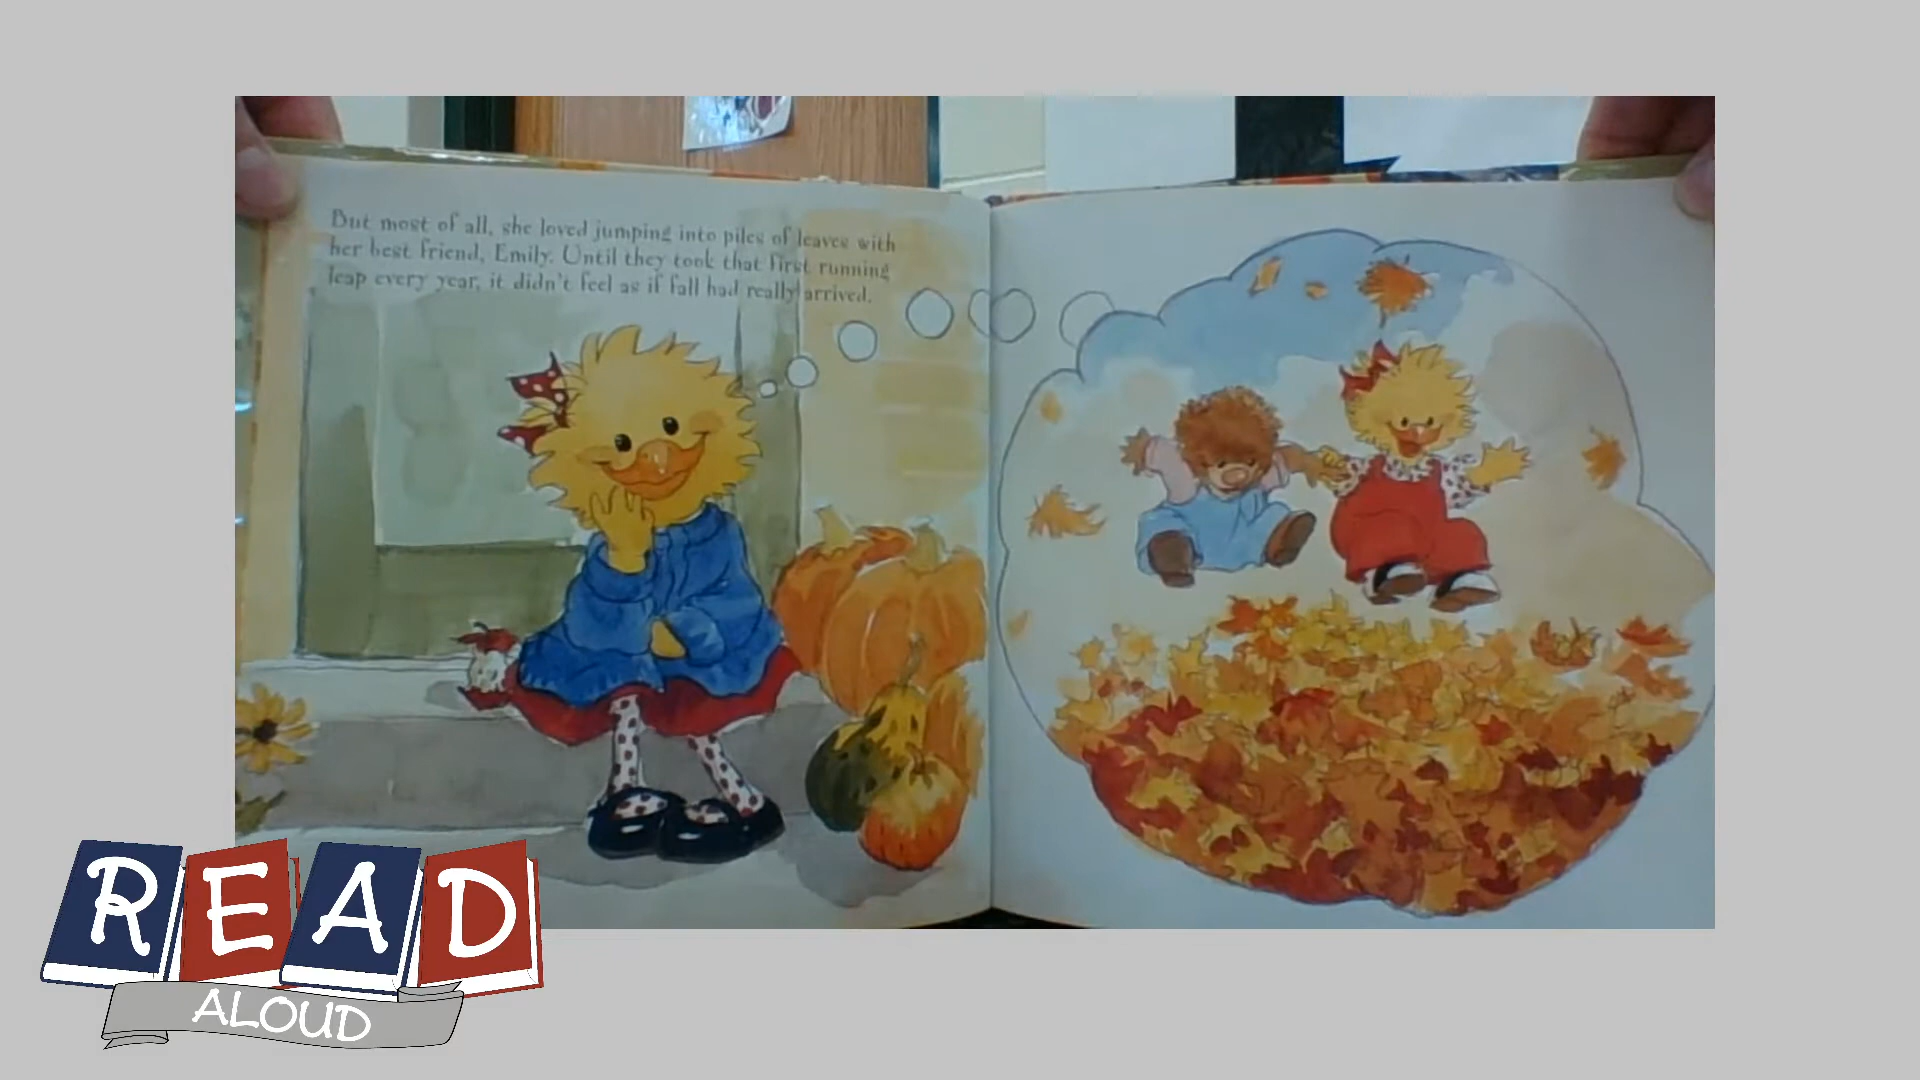 But most of all, she loved jumping into piles of leaves with
her best friend, Emily. Until they took that first running
leap every year, it didn't feel as if fall had really arrived.
READ
ALOUD